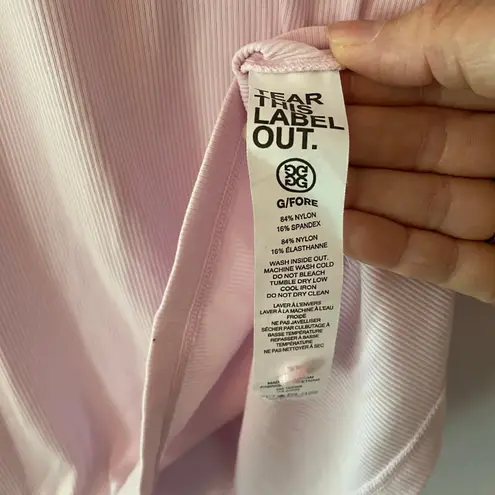 TEAR
THIS
LABEL
OUT.
GG
GG
G/FORE
84% NYLON
16% SPANDEX
84% NYLON
16% ÉLASTHANNE
WASH INSIDE OUT.
MACHINE WASH COLD
DO NOT BLEACH
TUMBLE DRY LOW
COOL IRON
DO NOT DRY CLEAN
LAVER À L'ENVERS
LAVER À LA MACHINE À L'EAU
FROIDE
NE PAS JAVELLISER
SÉCHER PAR CULBUTAGE À
BASSE TEMPÉRATURE
REPASSER À BASSE
TEMPÉRATURE
NE PAS NETTOYER À SEC